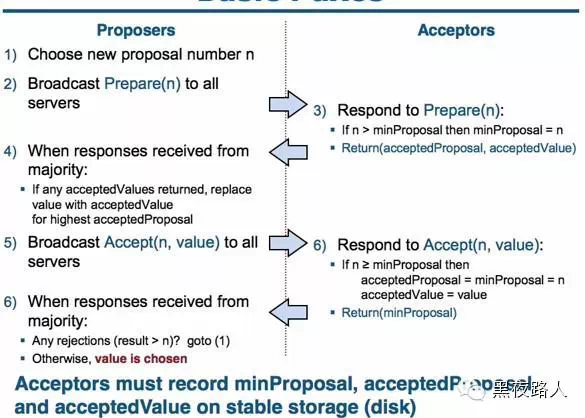 Proposers
Acceptors
1) Choose new proposal number n
2) Broadcast Prepare(n) to all
servers
3) Respond to Prepare(n):
▪ If n > minProposal then minProposal = n
▪ Return(acceptedProposal, acceptedValue)
4) When responses received from
majority:
▪ If any acceptedValues returned, replace
value with acceptedValue
for highest acceptedProposal
5) Broadcast Accept(n, value) to all
servers
6) Respond to Accept(n, value):
▪ If n ≥ minProposal then
acceptedProposal = minProposal = n
acceptedValue = value
▪ Return(minProposal)
6) When responses received from
majority:
▪ Any rejections (result > n)? goto (1)
▪ Otherwise, value is chosen
Acceptors must record minProposal, acceptedProposal
and acceptedValue on stable storage (disk)
黑夜路人